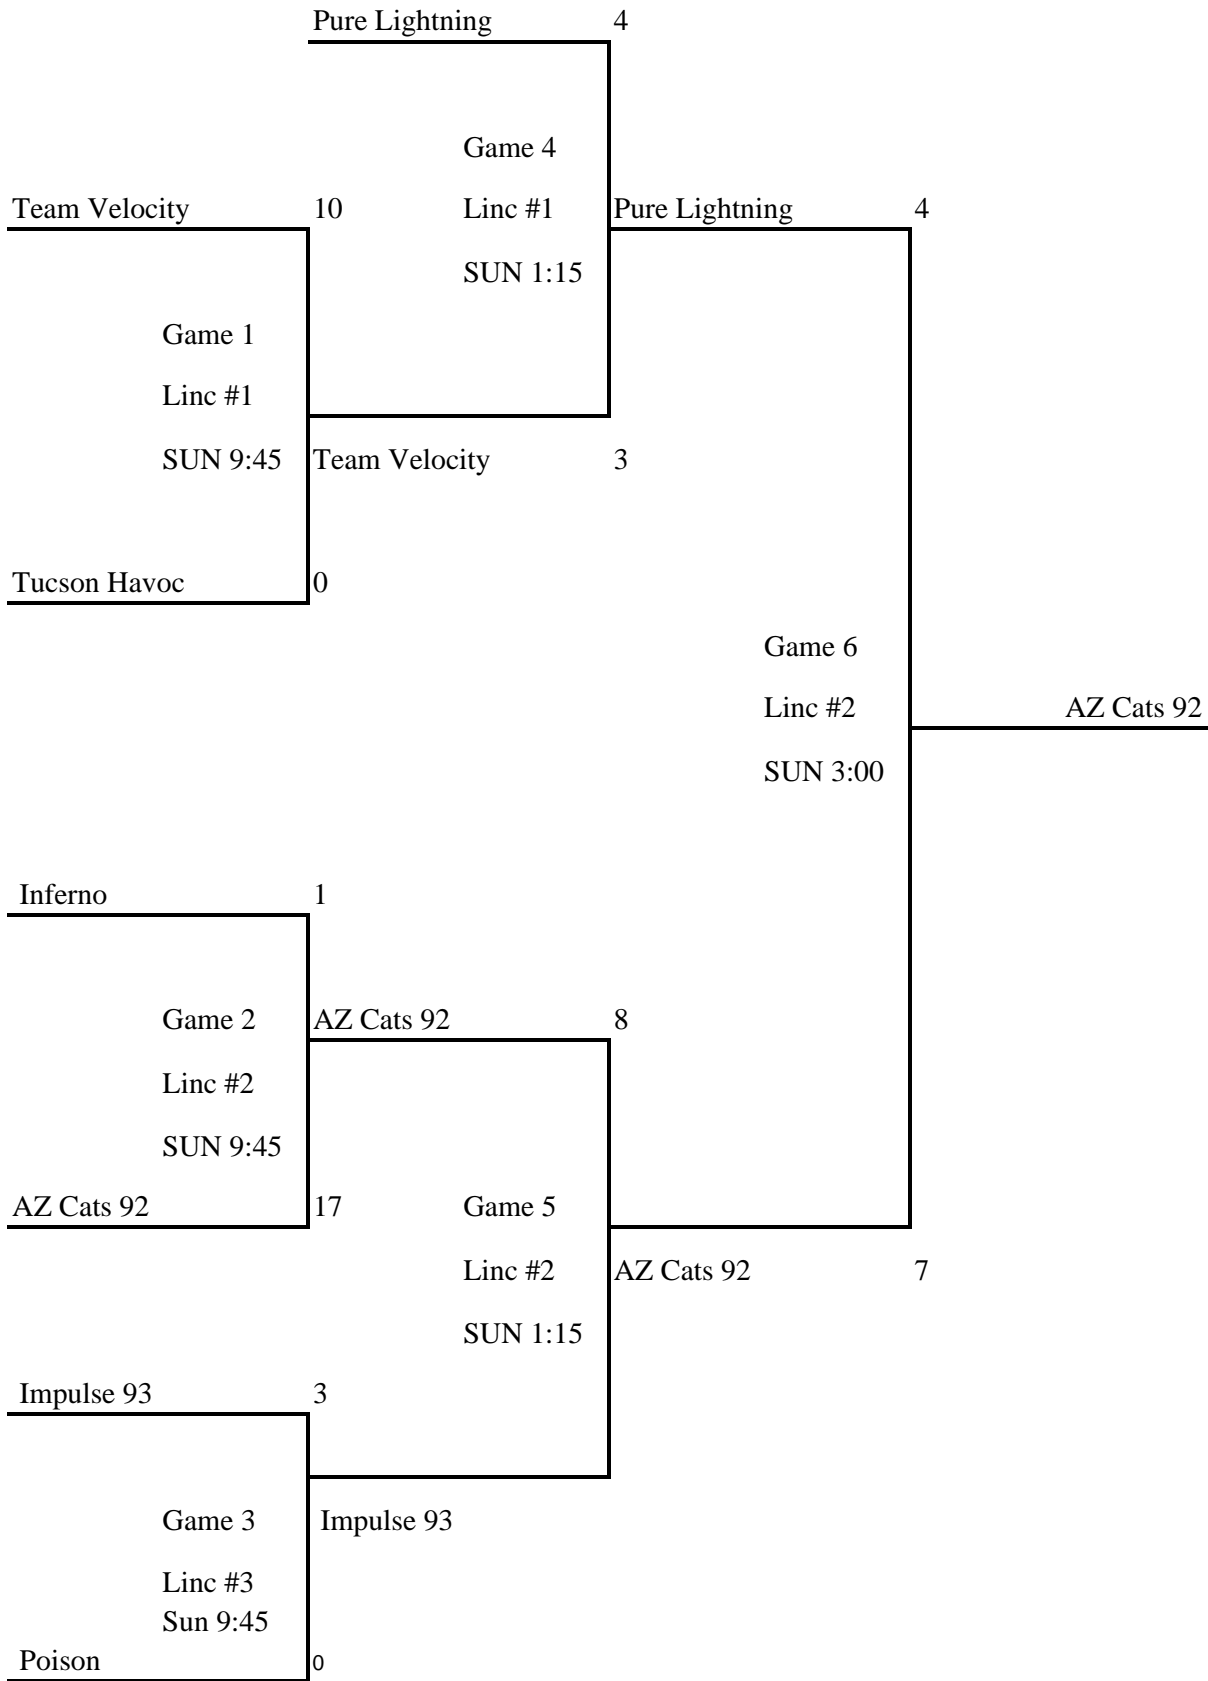 Pure Lightning 4
Game 4
Team Velocity 10 Linc #1 Pure Lightning 4
SUN 1:15
Game 1
Linc #1
SUN 9:45 Team Velocity 3
Tucson Havoc 0
Game 6
Linc #2 AZ Cats 92
SUN 3:00
Inferno 1
Game 2 AZ Cats 92 8
Linc #2
SUN 9:45
AZ Cats 92 17 Game 5
Linc #2 AZ Cats 92 7
SUN 1:15
Impulse 93 3
Game 3 Impulse 93
Linc #3
Sun 9:45
Poison 0